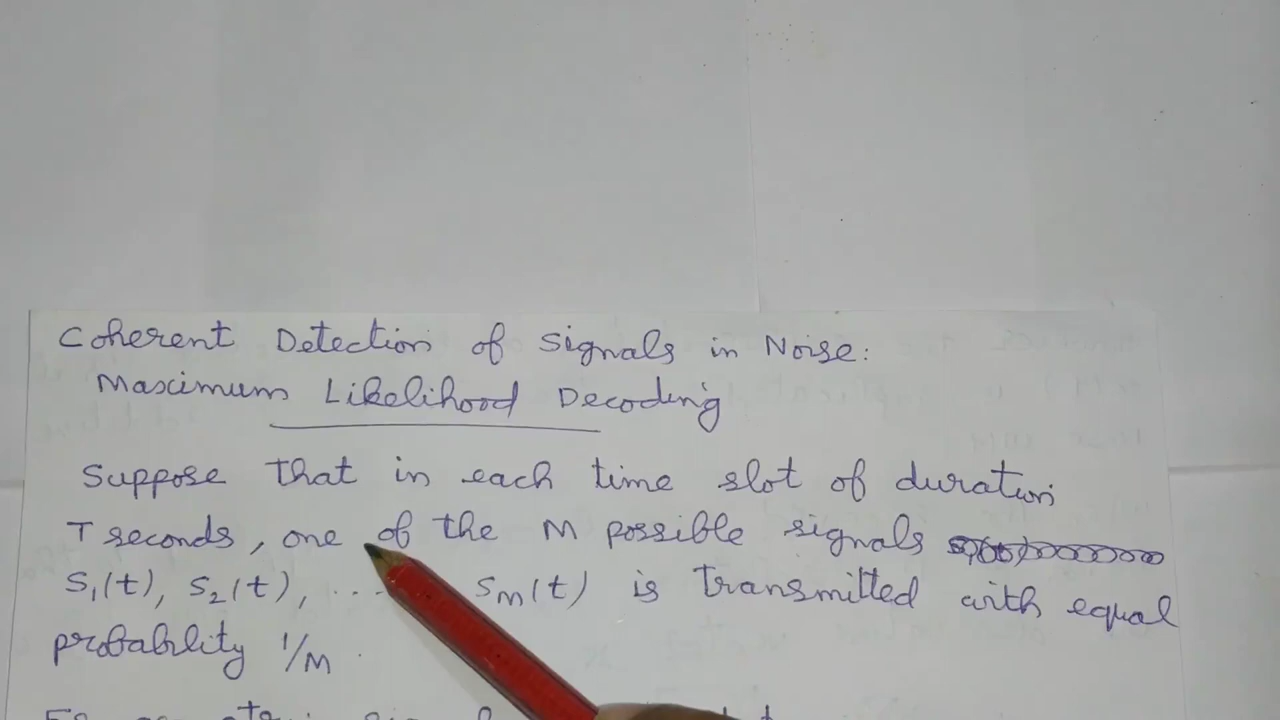 Coherent Detection of Signals in Noise:
Maximum Likelihood Decoding
Suppose that in each time slot of duration
T seconds, one of the M possible signals
S1(t), S2(t), ... SM(t) is transmitted with equal
probability 1/M.